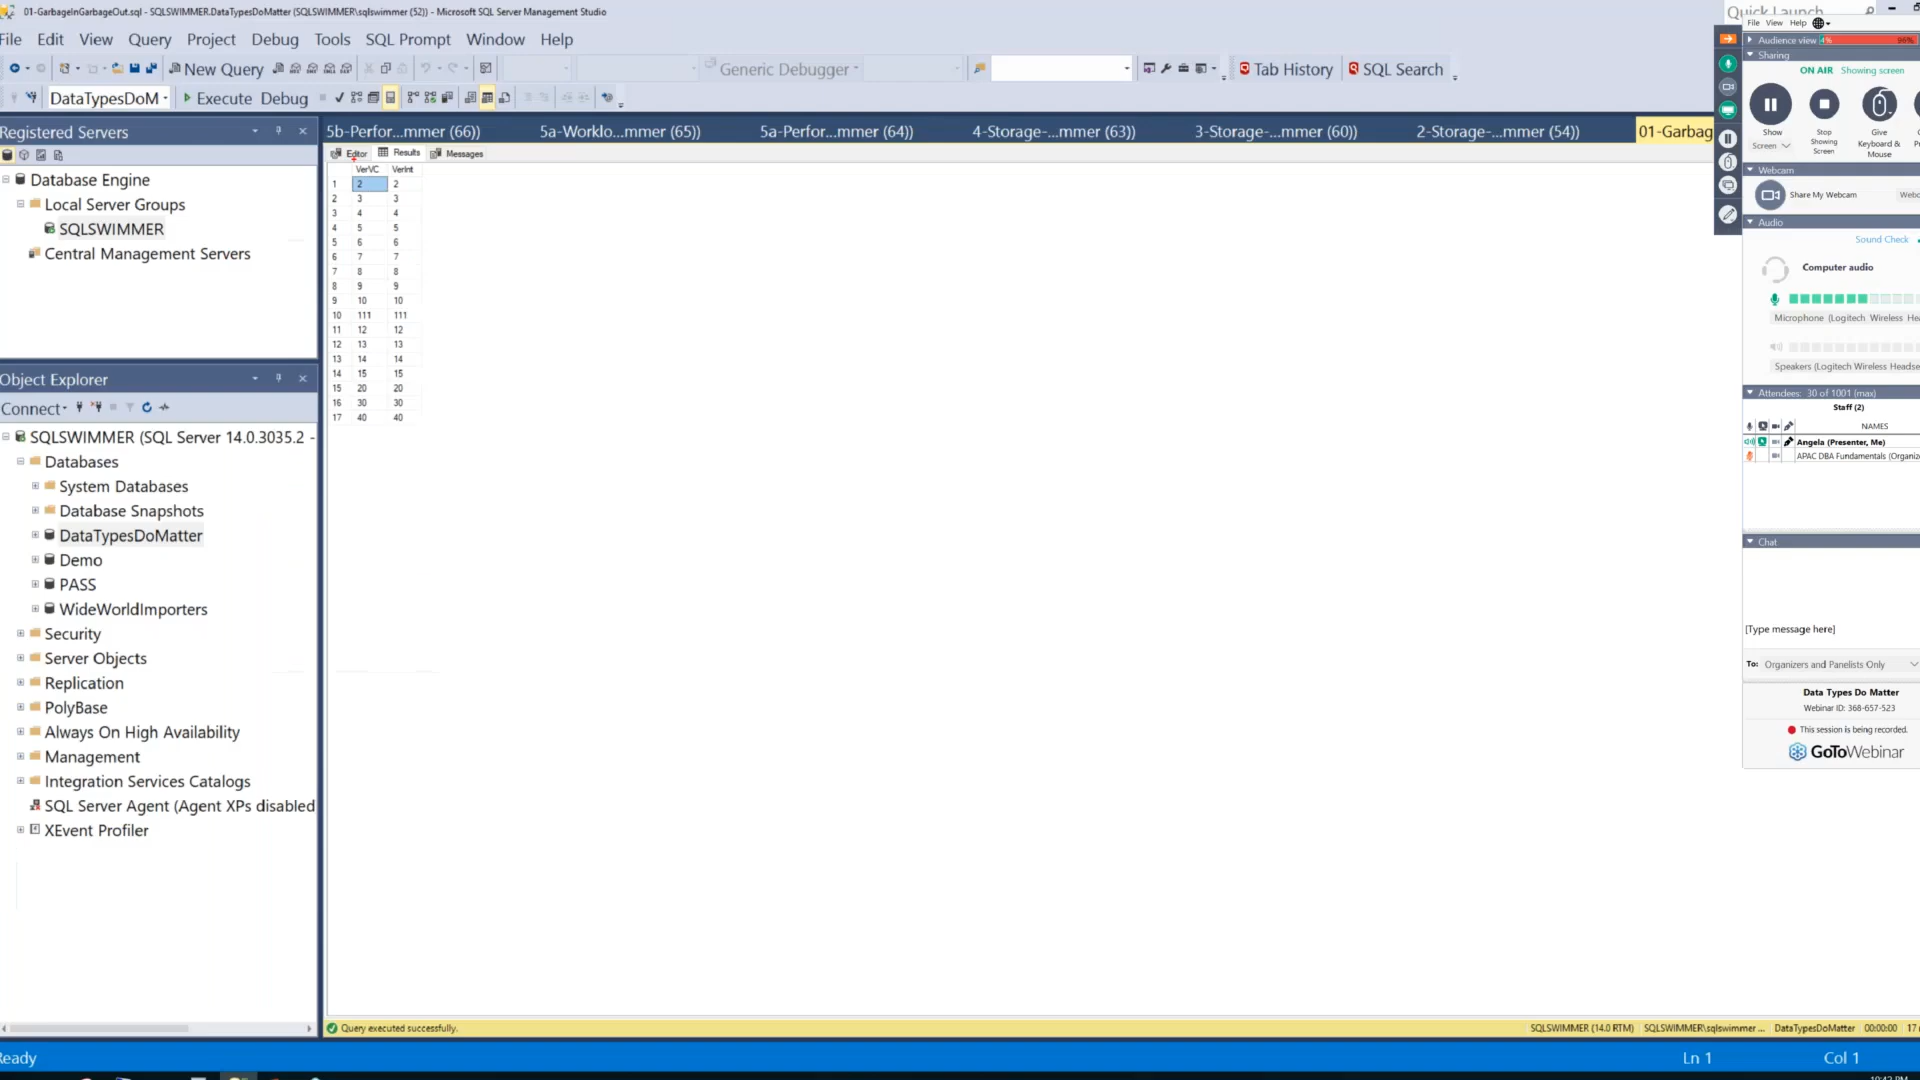 01-GarbageInGarbageOut.sql - SQLSWIMMER.DataTypesDoMatter (SQLSWIMMER\sqlswimmer (52)) - Microsoft SQL Server Management Studio
Quick Launch
File Edit View Query Project Debug Tools SQL Prompt Window Help
New Query
Generic Debugger
Tab History
SQL Search
DataTypesDoM
Execute Debug
Registered Servers
Database Engine
Local Server Groups
SQLSWIMMER
Central Management Servers
Object Explorer
Connect
SQLSWIMMER (SQL Server 14.0.3035.2 -
Databases
System Databases
Database Snapshots
DataTypesDoMatter
Demo
PASS
WideWorldImporters
Security
Server Objects
Replication
PolyBase
Always On High Availability
Management
Integration Services Catalogs
SQL Server Agent (Agent XPs disabled
XEvent Profiler
5b-Perfor...mmer (66)) 5a-Worklo...mmer (65)) 5a-Perfor...mmer (64)) 4-Storage-...mmer (63)) 3-Storage-...mmer (60)) 2-Storage-...mmer (54)) 01-Garbag
Editor Results Messages
VerVC VerInt
1 2 2
2 3 3
3 4 4
4 5 5
5 6 6
6 7 7
7 8 8
8 9 9
9 10 10
10 111 111
11 12 12
12 13 13
13 14 14
14 15 15
15 20 20
16 30 30
17 40 40
Query executed successfully.
SQLSWIMMER (14.0 RTM) SQLSWIMMER\sqlswimmer ... DataTypesDoMatter 00:00:00 17
Ready
Ln 1
Col 1
File View Help
Audience view 4% 96%
Sharing
ON AIR Showing screen
Show Screen
Stop Showing Screen
Give Keyboard & Mouse
Webcam
Share My Webcam
Audio
Sound Check
Computer audio
Microphone (Logitech Wireless Hea
Speakers (Logitech Wireless Headse
Attendees: 30 of 1001 (max)
Staff (2)
NAMES
Angela (Presenter, Me)
APAC DBA Fundamentals (Organize
Chat
[Type message here]
To: Organizers and Panelists Only
Data Types Do Matter
Webinar ID: 368-657-523
This session is being recorded.
GoToWebinar